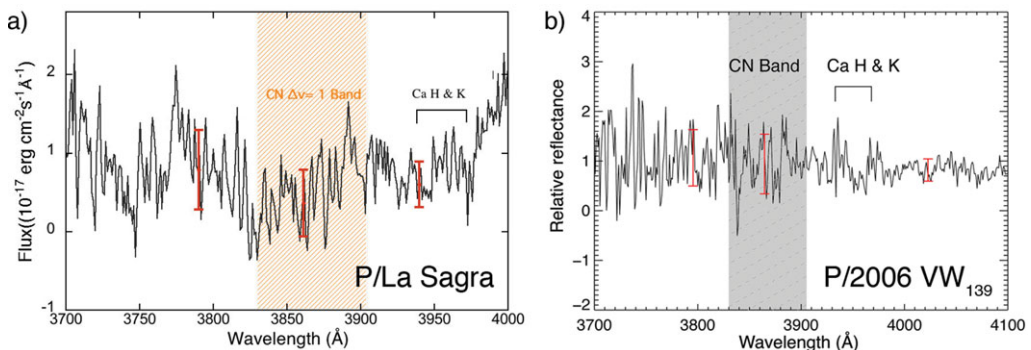 a)
Flux((10⁻¹⁷ erg cm⁻²s⁻¹Å⁻¹)
2
1
0
-1
CN Δv= 1 Band
Ca H & K
P/La Sagra
3700 3750 3800 3850 3900 3950 4000
Wavelength (Å)
b)
Relative reflectance
4
3
2
1
0
−1
−2
CN Band
Ca H & K
P/2006 VW₁₃₉
3700 3800 3900 4000 4100
Wavelength (Å)